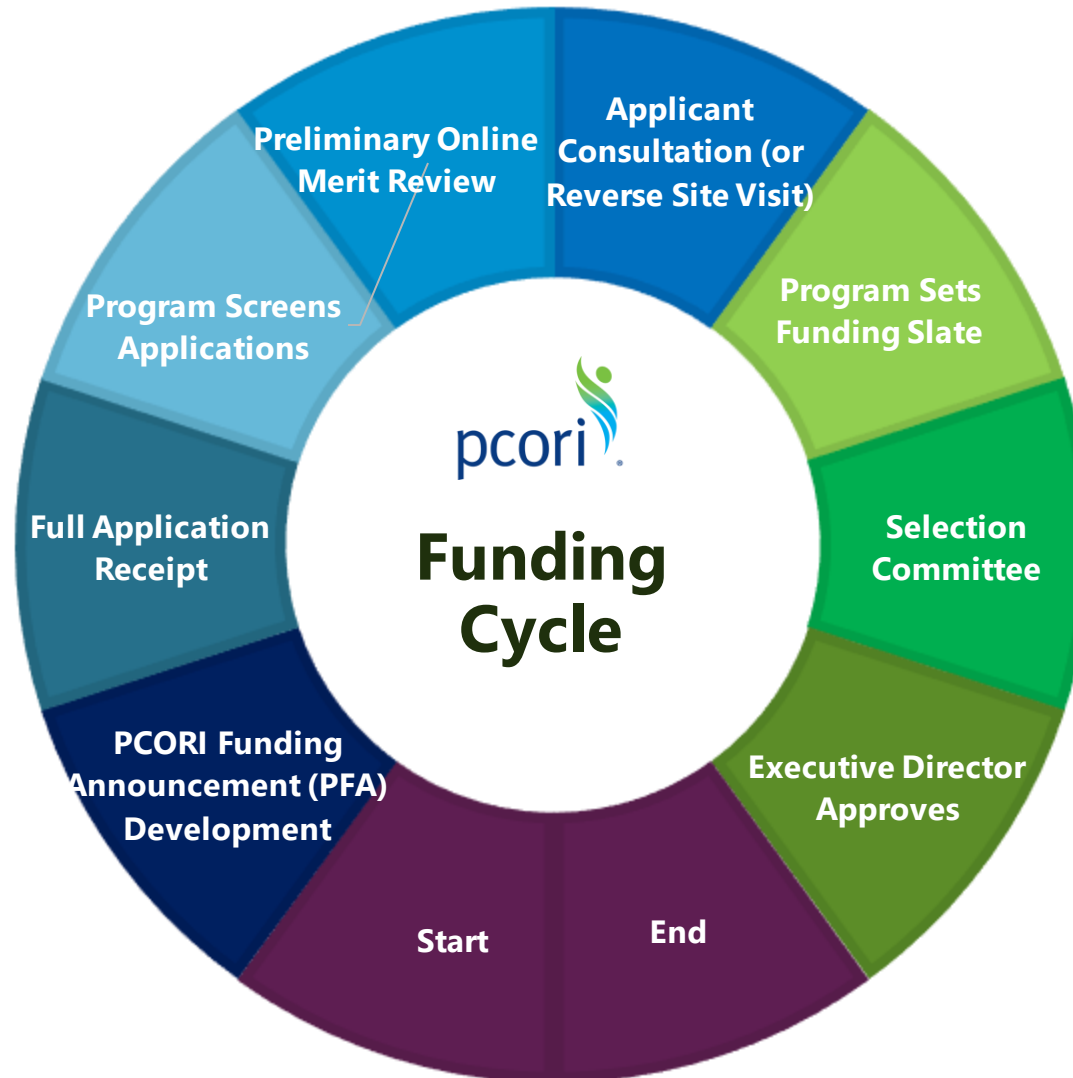 Preliminary Online
Merit Review
Applicant
Consultation (or
Reverse Site Visit)
Program Screens
Applications
Program Sets
Funding Slate
pcori
Funding
Cycle
Full Application
Receipt
Selection
Committee
PCORI Funding
Announcement (PFA)
Development
Executive Director
Approves
Start
End